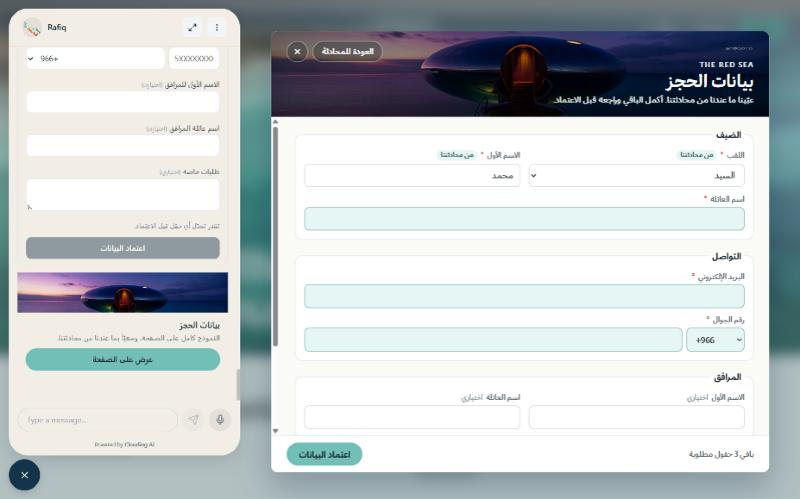 Rafiq
+966
5XXXXXXXX
الاسم الأول للمرافق (اختياري)
اسم عائلة المرافق (اختياري)
طلبات خاصة (اختياري)
تقدر تعدّل أي حقل قبل الاعتماد.
اعتماد البيانات
بيانات الحجز
النموذج كامل على الصفحة، ومعبّأ بما عندنا من محادثتنا.
عرض على الصفحة
Type a message...
Powered by Clouding AI
العودة للمحادثة
THE RED SEA
بيانات الحجز
عبّينا ما عندنا من محادثتنا. أكمل الباقي وراجعه قبل الاعتماد.
الضيف
اللقب * من محادثتنا
الاسم الأول * من محادثتنا
السيد
محمد
اسم العائلة *
التواصل
البريد الإلكتروني *
رقم الجوال *
+966
المرافق
الاسم الأول اختياري
اسم العائلة اختياري
باقي 3 حقول مطلوبة
اعتماد البيانات